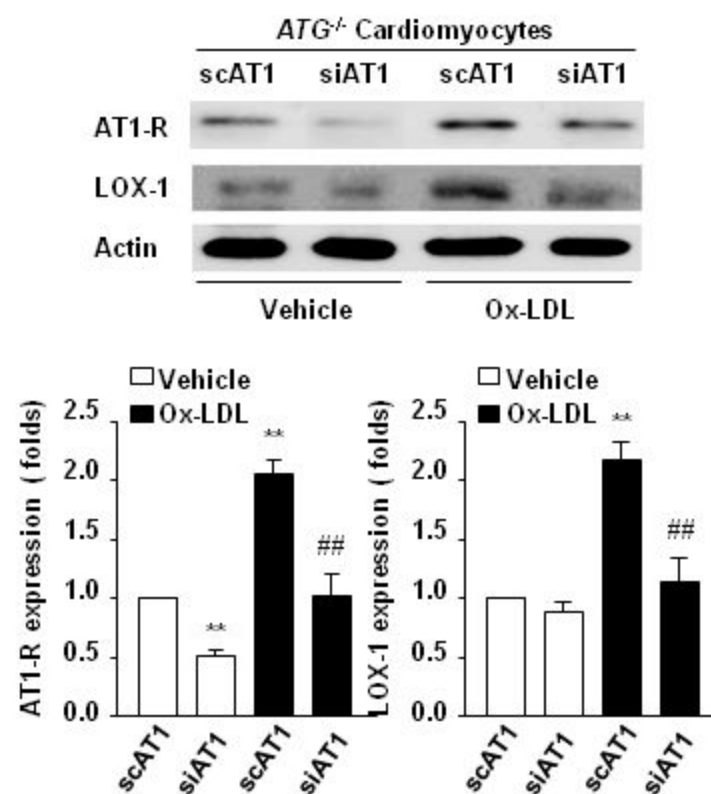 ATG-/- Cardiomyocytes
scAT1 siAT1 scAT1 siAT1
AT1-R
LOX-1
Actin
Vehicle Ox-LDL
Vehicle
Ox-LDL
AT1-R expression ( folds)
2.5
2.0
1.5
1.0
0.5
0.0
**
**
##
scAT1 siAT1 scAT1 siAT1
Vehicle
Ox-LDL
LOX-1 expression ( folds)
2.5
2.0
1.5
1.0
0.5
0.0
**
##
scAT1 siAT1 scAT1 siAT1